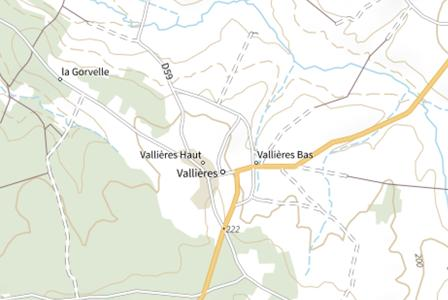 D59
la Gorvelle
Vallières Haut
Vallières Bas
Vallières
222
200